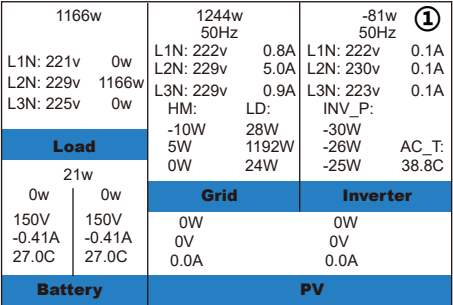 1166w
L1N: 221v 0w
L2N: 229v 1166w
L3N: 225v 0w
Load
1244w
50Hz
L1N: 222v 0.8A
L2N: 229v 5.0A
L3N: 229v 0.9A
HM: LD:
-10W 28W
5W 1192W
0W 24W
Grid
-81w ①
50Hz
L1N: 222v 0.1A
L2N: 230v 0.1A
L3N: 223v 0.1A
INV_P:
-30W
-26W AC_T:
-25W 38.8C
Inverter
21w
0w 0w
150V 150V
-0.41A -0.41A
27.0C 27.0C
Battery
0W 0W
0V 0V
0.0A 0.0A
PV